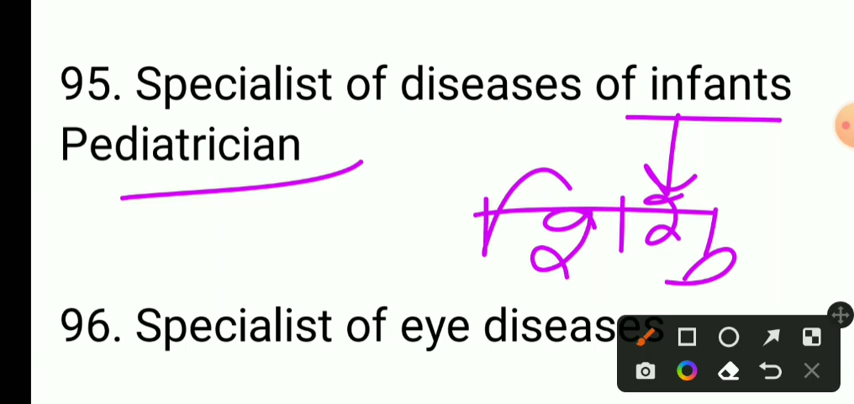 95. Specialist of diseases of infants
Pediatrician
शिशु
96. Specialist of eye diseases